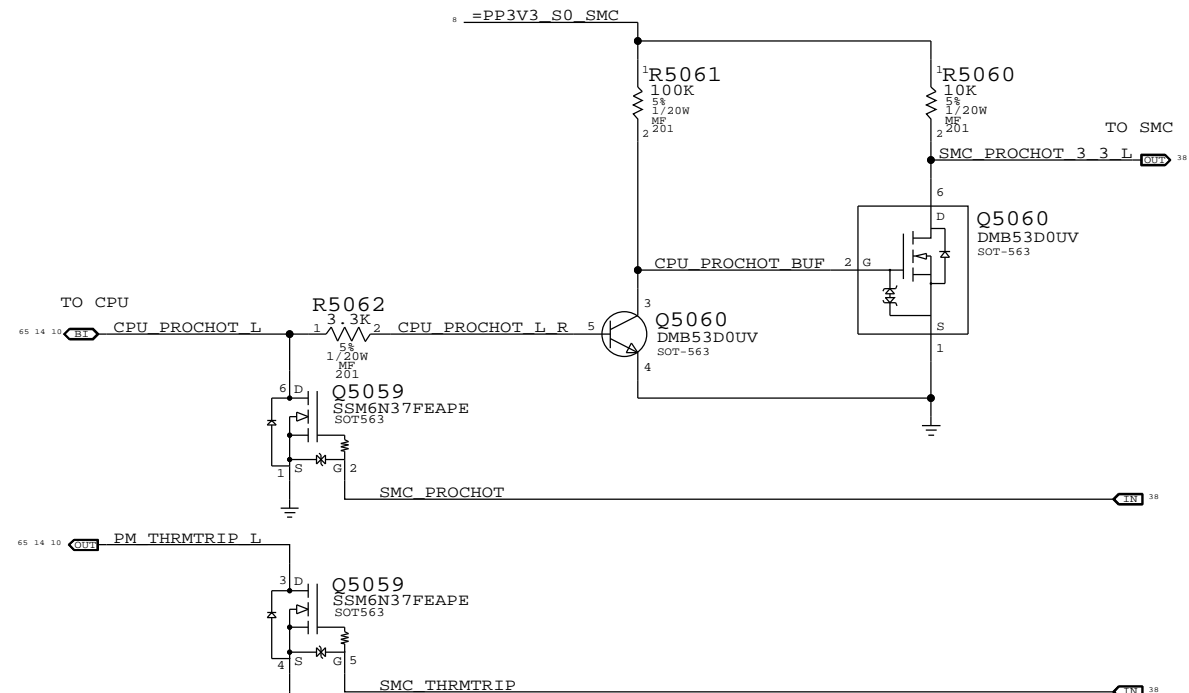 8 =PP3V3_S0_SMC
1
R5061
100K
5%
1/20W
MF
201
2
1
R5060
10K
5%
1/20W
MF
201
2
TO SMC
SMC_PROCHOT_3_3_L OUT 38
6
D
Q5060
DMB53D0UV
SOT-563
CPU_PROCHOT_BUF 2 G
S
1
TO CPU
65 14 10 BI CPU_PROCHOT_L
R5062
3.3K
1 2 CPU_PROCHOT_L_R 5
5%
1/20W
MF
201
3
Q5060
DMB53D0UV
SOT-563
4
6 D
Q5059
SSM6N37FEAPE
SOT563
1 S G 2
SMC_PROCHOT IN 38
65 14 10 OUT PM_THRMTRIP_L
3 D
Q5059
SSM6N37FEAPE
SOT563
4 S G 5
SMC_THRMTRIP IN 38